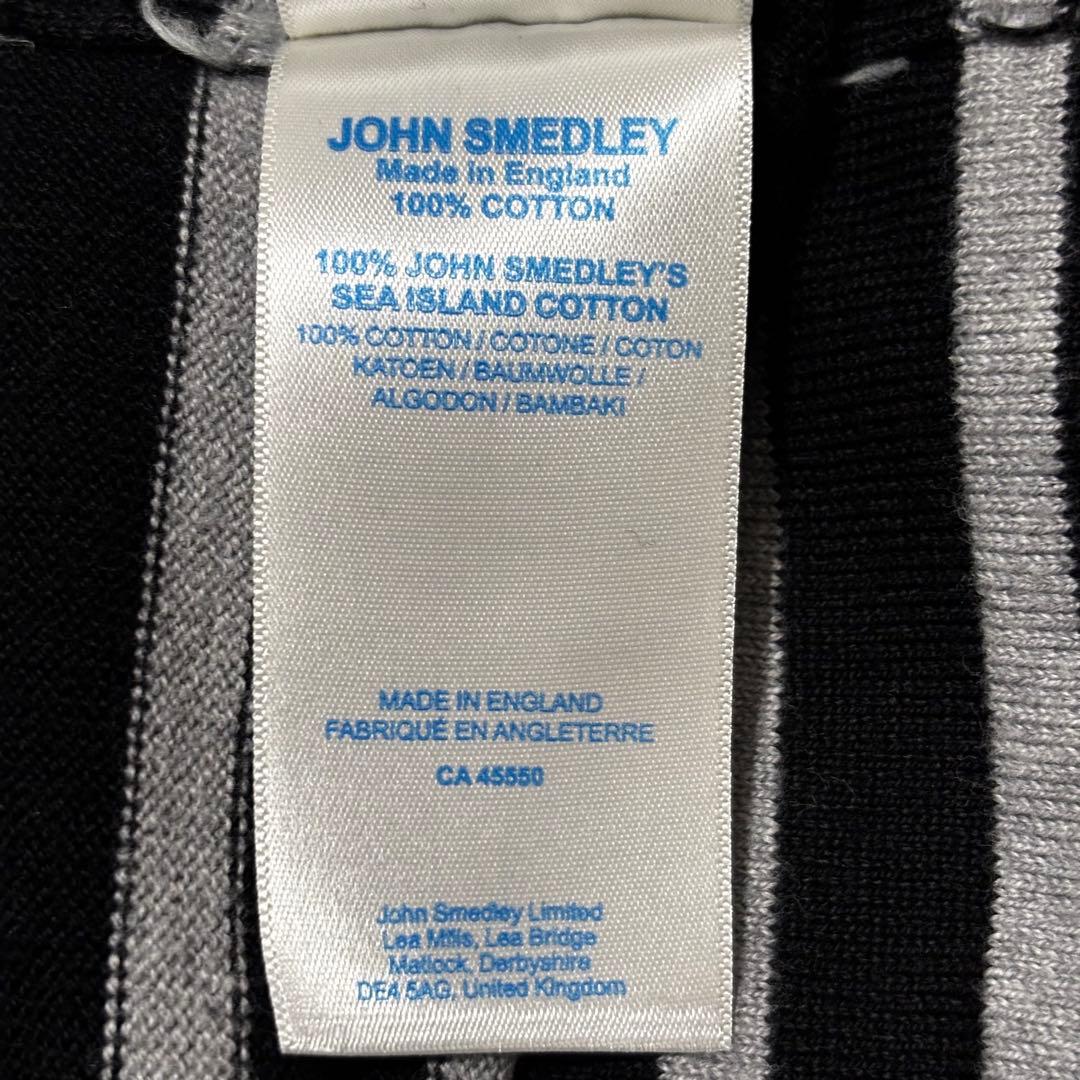 JOHN SMEDLEY
Made in England
100% COTTON
100% JOHN SMEDLEY'S
SEA ISLAND COTTON
100% COTTON / COTONE / COTON
KATOEN / BAUMWOLLE /
ALGODON / BAMBAKI
MADE IN ENGLAND
FABRIQUÉ EN ANGLETERRE
CA 45550
John Smedley Limited
Lea Mills, Lea Bridge
Matlock, Derbyshire
DE4 5AG, United Kingdom